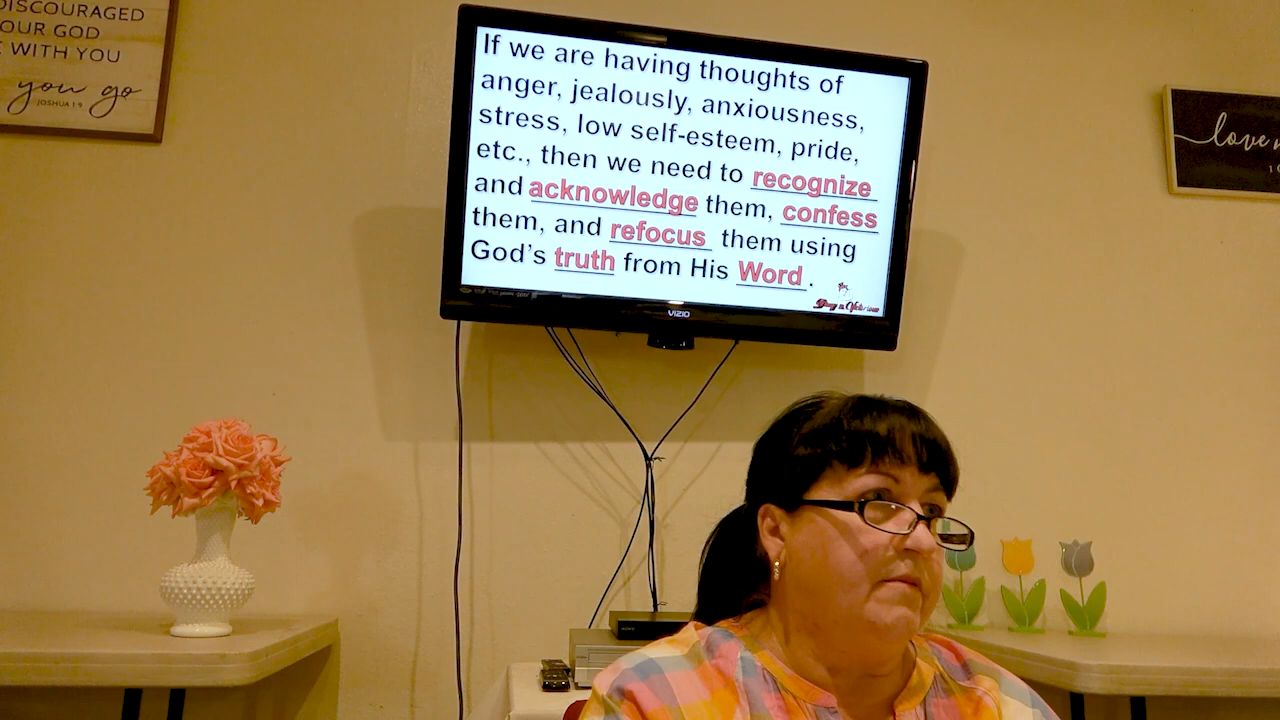 DISCOURAGED
OUR GOD
WITH YOU
you go
JOSHUA 1:9
If we are having thoughts of
anger, jealously, anxiousness,
stress, low self-esteem, pride,
etc., then we need to recognize
and acknowledge them, confess
them, and refocus them using
God's truth from His Word.
VIZIO
love
SONY